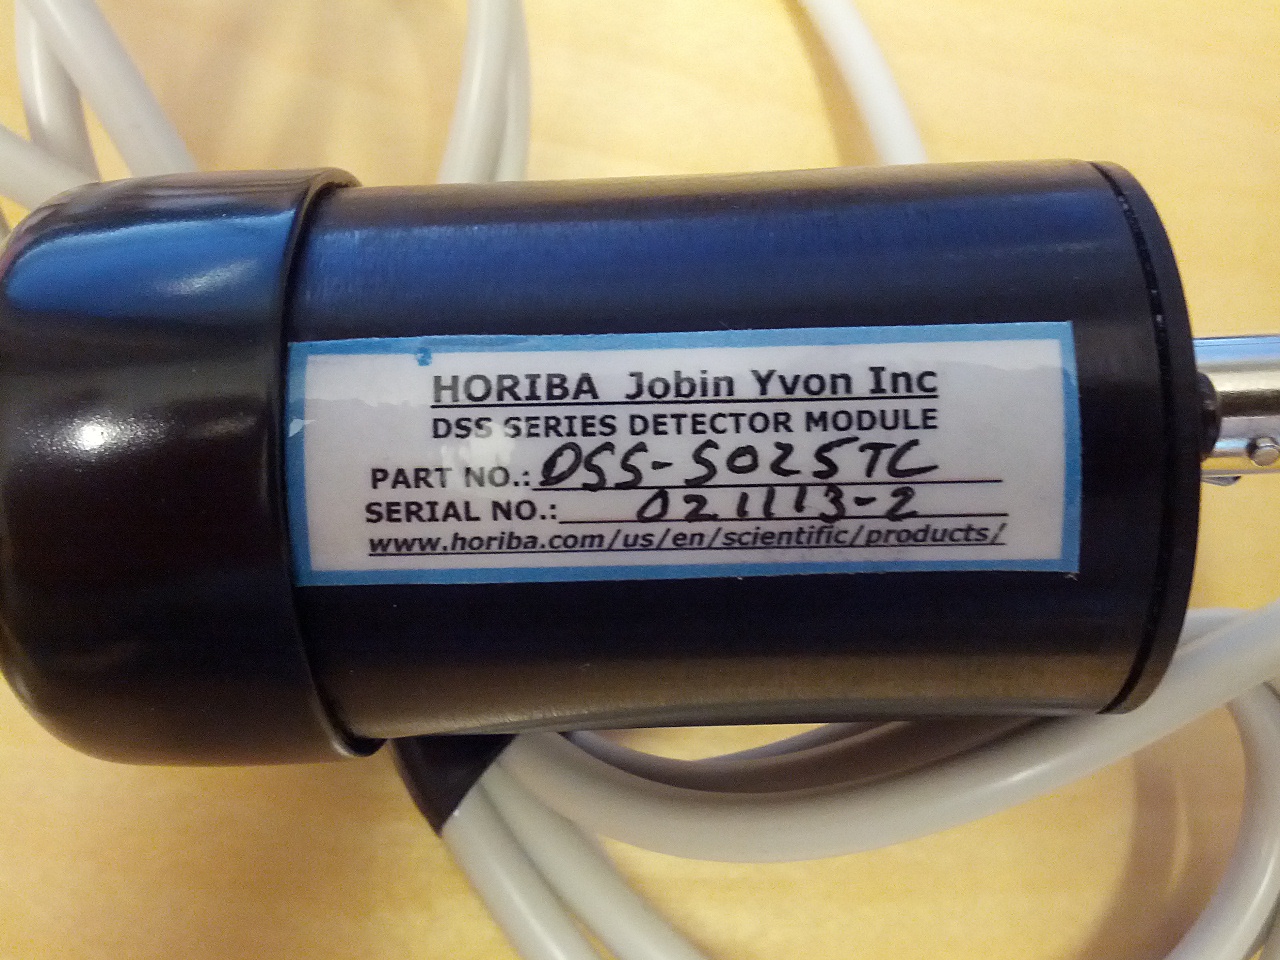 HORIBA Jobin Yvon Inc
DSS SERIES DETECTOR MODULE
PART NO.: DSS-S025TC
SERIAL NO.: 021113-2
www.horiba.com/us/en/scientific/products/